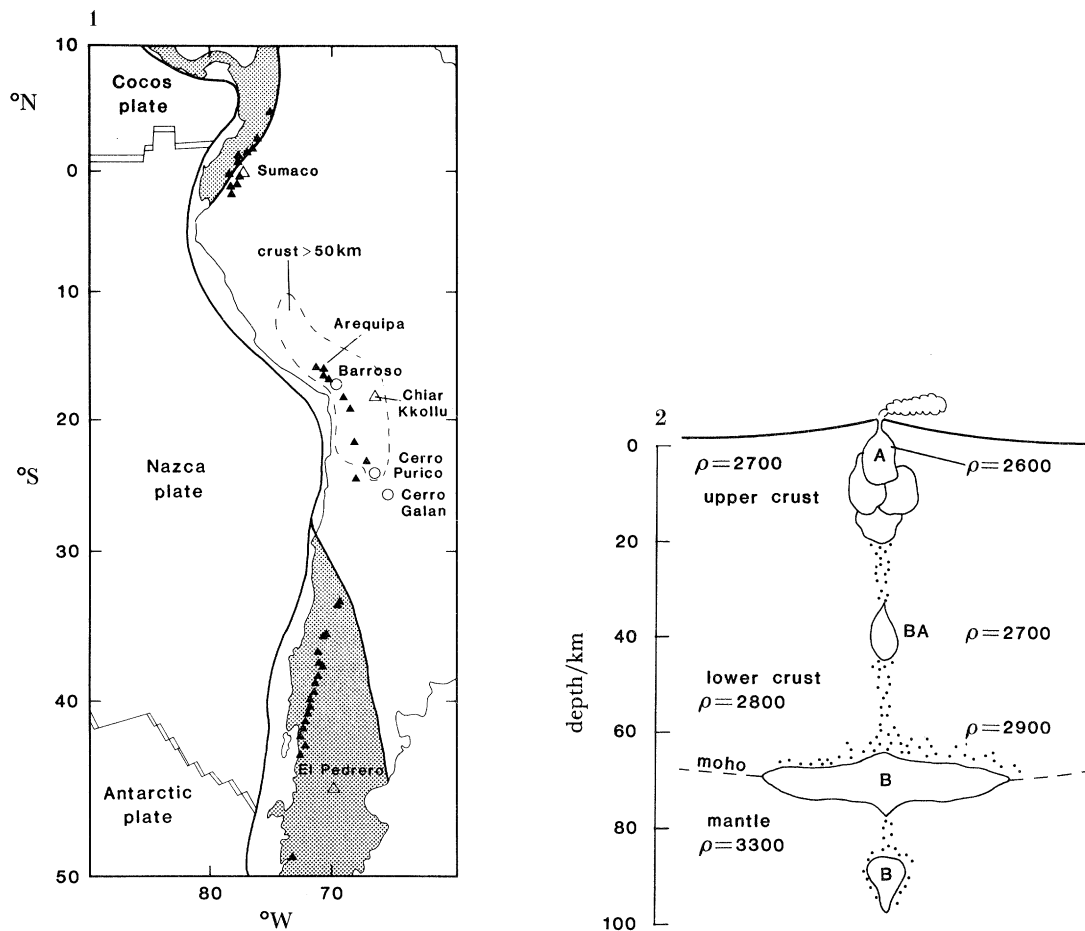 1
10
Cocos
plate
°N
0
Sumaco
crust > 50km
10
Arequipa
Barroso
Chiar
Kkollu
20
Cerro
Purico
°S
Nazca
plate
Cerro
Galan
30
40
El Pedrero
Antarctic
plate
50
80
70
°W
2
0
A
ρ=2700
ρ=2600
upper crust
20
BA
ρ=2700
40
depth/km
lower crust
ρ=2800
ρ=2900
60
moho
B
mantle
80
ρ=3300
B
100